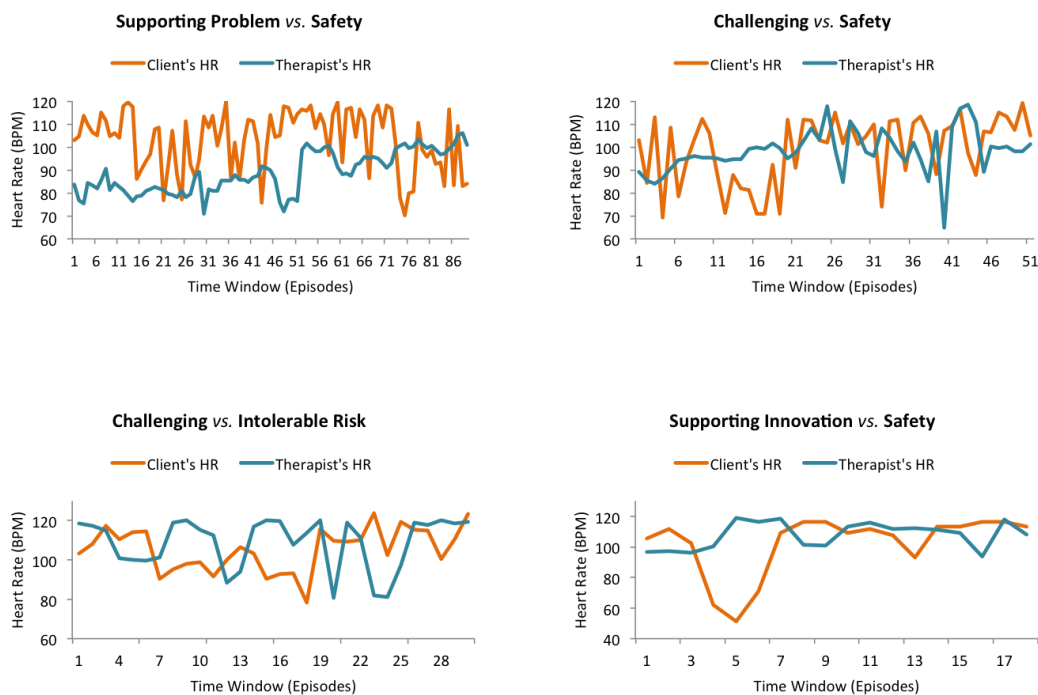 Supporting Problem vs. Safety
Client's HR Therapist's HR
Heart Rate (BPM)
120
110
100
90
80
70
60
1 6 11 16 21 26 31 36 41 46 51 56 61 66 71 76 81 86
Time Window (Episodes)
Challenging vs. Safety
Client's HR Therapist's HR
Heart Rate (BPM)
120
110
100
90
80
70
60
1 6 11 16 21 26 31 36 41 46 51
Time Window (Episodes)
Challenging vs. Intolerable Risk
Client's HR Therapist's HR
Heart Rate (BPM)
120
100
80
60
1 4 7 10 13 16 19 22 25 28
Time Window (Episodes)
Supporting Innovation vs. Safety
Client's HR Therapist's HR
Heart Rate (BPM)
120
100
80
60
40
1 3 5 7 9 11 13 15 17
Time Window (Episodes)